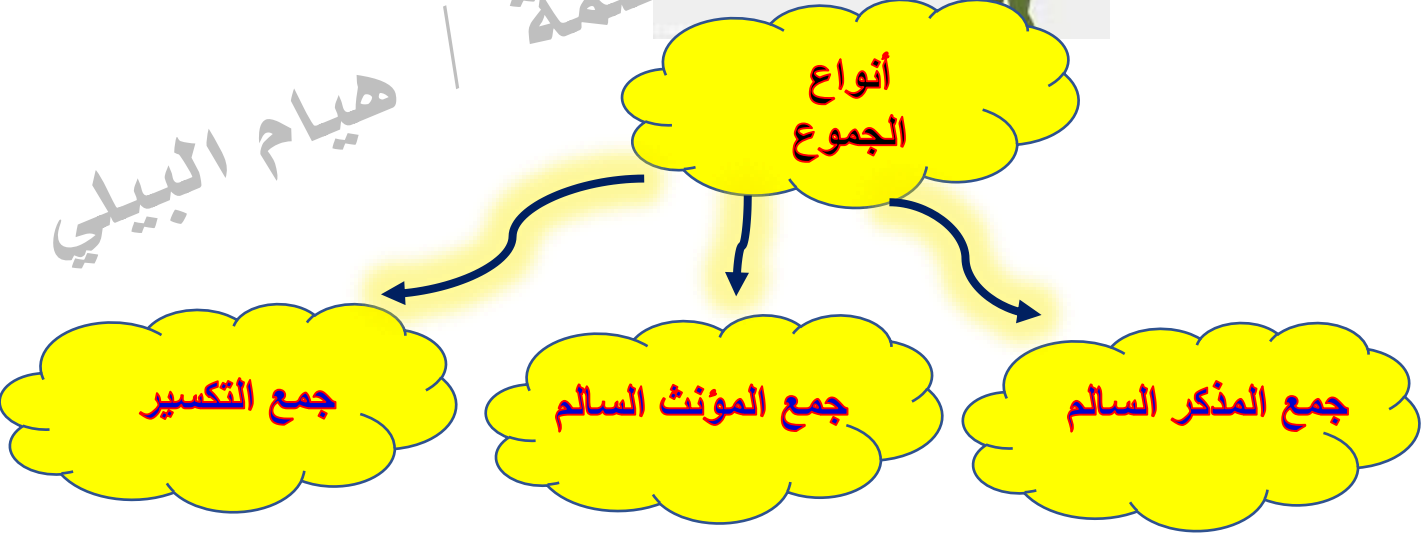 هيام البيلي
/
أنواع
الجموع
جمع المذكر السالم
جمع المؤنث السالم
جمع التكسير